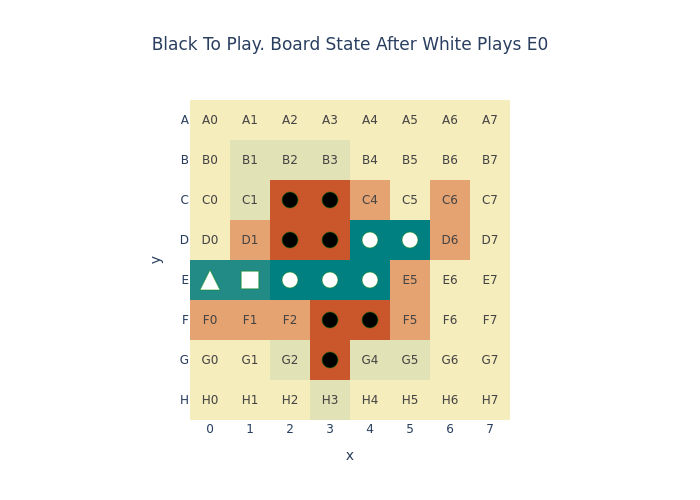 Black To Play. Board State After White Plays E0
A A0 A1 A2 A3 A4 A5 A6 A7
B B0 B1 B2 B3 B4 B5 B6 B7
C C0 C1 C4 C5 C6 C7
D D0 D1 D6 D7
y
E E5 E6 E7
F F0 F1 F2 F5 F6 F7
G G0 G1 G2 G4 G5 G6 G7
H H0 H1 H2 H3 H4 H5 H6 H7
0 1 2 3 4 5 6 7
x